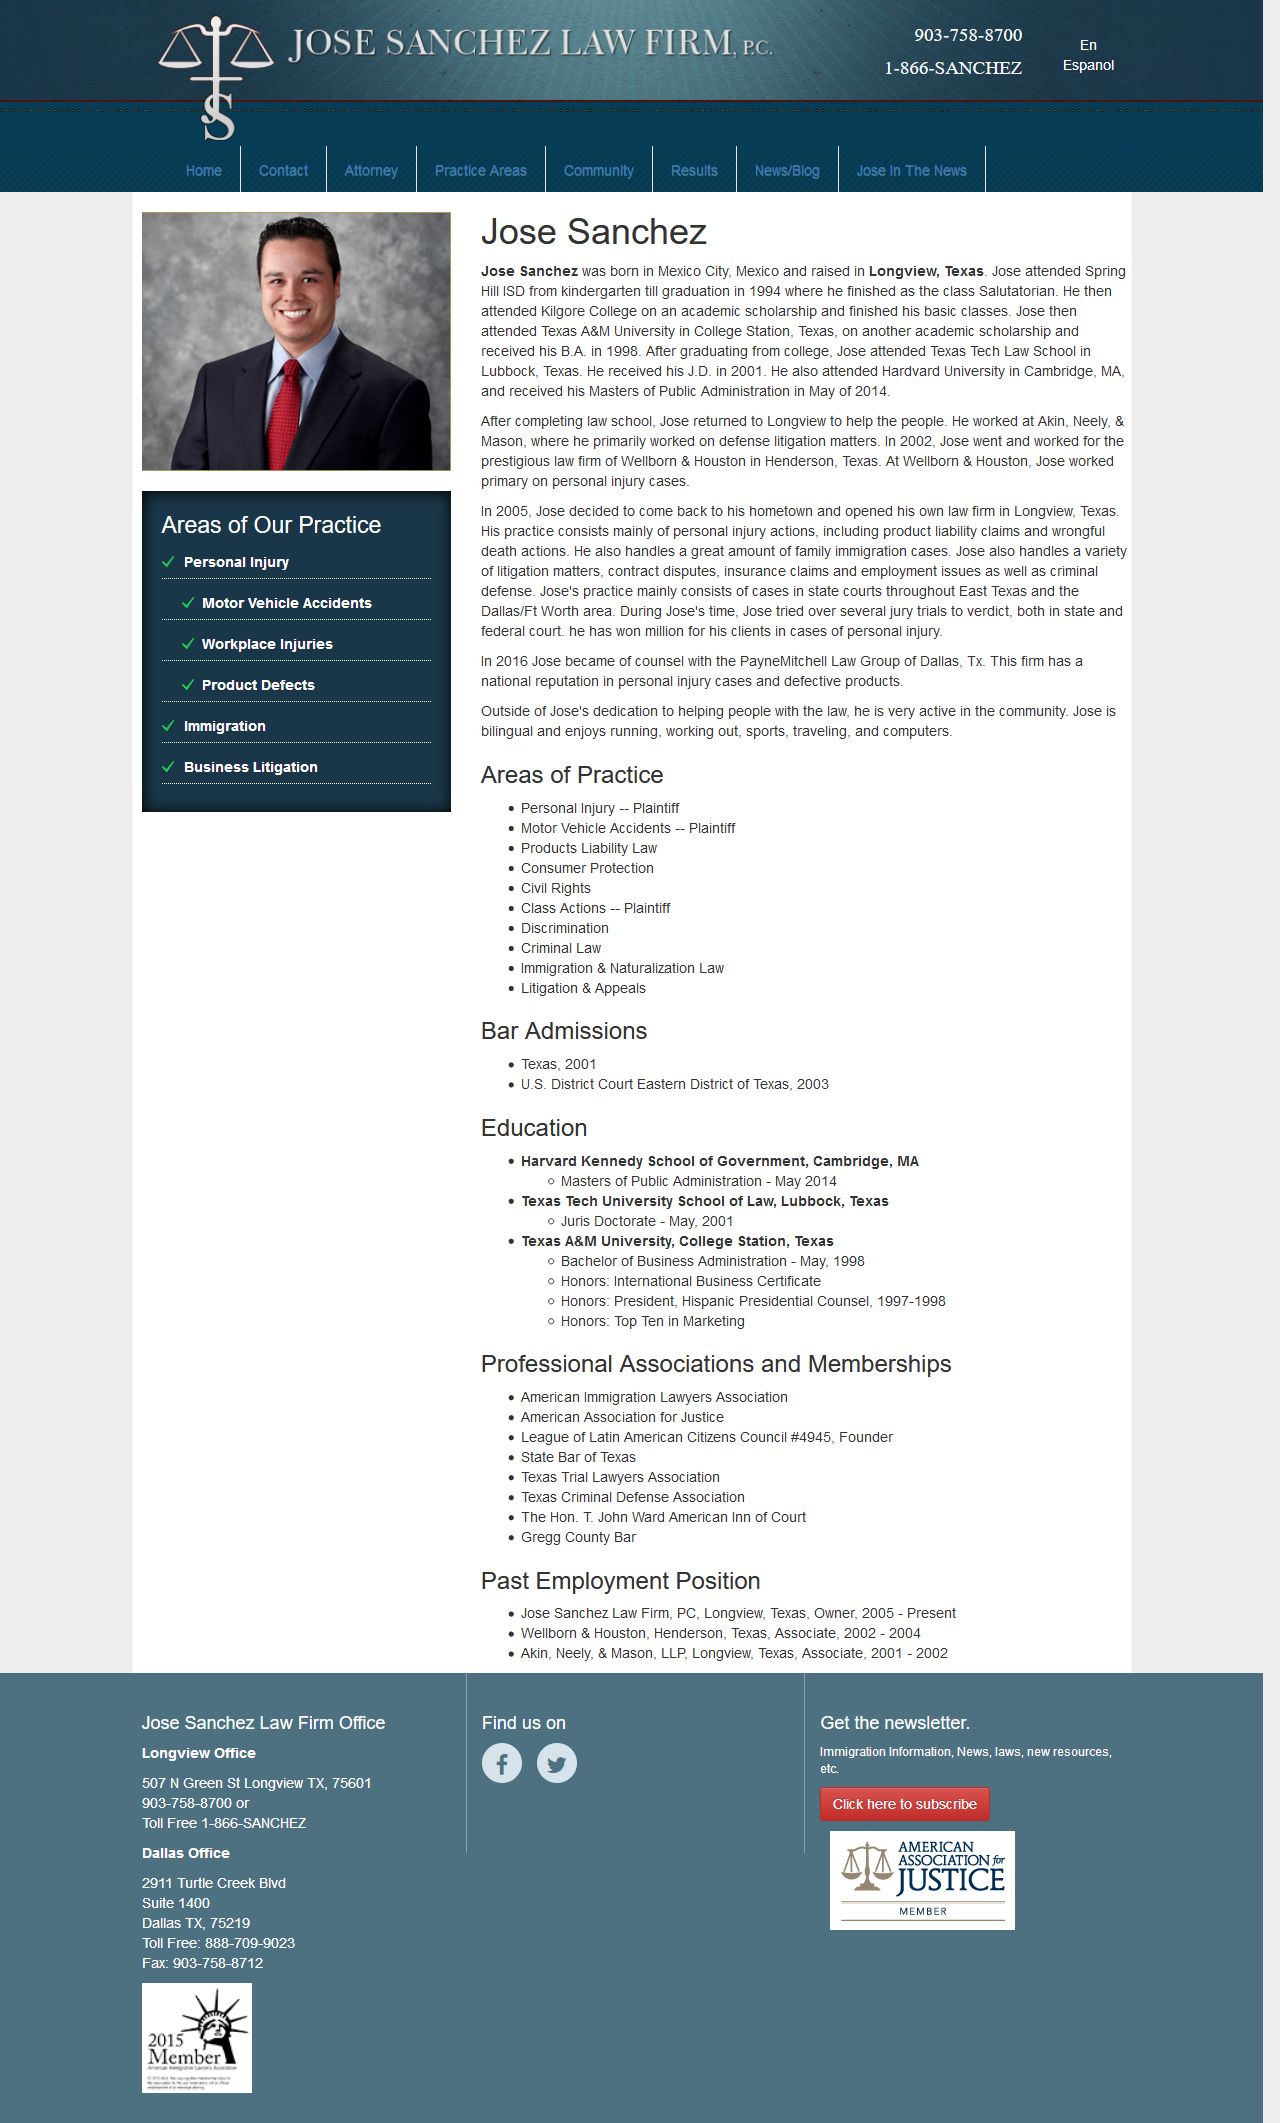 JOSE SANCHEZ LAW FIRM, P.C.
S
903-758-8700
1-866-SANCHEZ
En
Espanol
Home
Contact
Attorney
Practice Areas
Community
Results
News/Blog
Jose In The News
Areas of Our Practice
Personal Injury
Motor Vehicle Accidents
Workplace Injuries
Product Defects
Immigration
Business Litigation
Jose Sanchez
Jose Sanchez was born in Mexico City, Mexico and raised in Longview, Texas. Jose attended Spring
Hill ISD from kindergarten till graduation in 1994 where he finished as the class Salutatorian. He then
attended Kilgore College on an academic scholarship and finished his basic classes. Jose then
attended Texas A&M University in College Station, Texas, on another academic scholarship and
received his B.A. in 1998. After graduating from college, Jose attended Texas Tech Law School in
Lubbock, Texas. He received his J.D. in 2001. He also attended Hardvard University in Cambridge, MA,
and received his Masters of Public Administration in May of 2014.
After completing law school, Jose returned to Longview to help the people. He worked at Akin, Neely, &
Mason, where he primarily worked on defense litigation matters. In 2002, Jose went and worked for the
prestigious law firm of Wellborn & Houston in Henderson, Texas. At Wellborn & Houston, Jose worked
primary on personal injury cases.
In 2005, Jose decided to come back to his hometown and opened his own law firm in Longview, Texas.
His practice consists mainly of personal injury actions, including product liability claims and wrongful
death actions. He also handles a great amount of family immigration cases. Jose also handles a variety
of litigation matters, contract disputes, insurance claims and employment issues as well as criminal
defense. Jose's practice mainly consists of cases in state courts throughout East Texas and the
Dallas/Ft Worth area. During Jose's time, Jose tried over several jury trials to verdict, both in state and
federal court. he has won million for his clients in cases of personal injury.
In 2016 Jose became of counsel with the PayneMitchell Law Group of Dallas, Tx. This firm has a
national reputation in personal injury cases and defective products.
Outside of Jose's dedication to helping people with the law, he is very active in the community. Jose is
bilingual and enjoys running, working out, sports, traveling, and computers.
Areas of Practice
Personal Injury -- Plaintiff
Motor Vehicle Accidents -- Plaintiff
Products Liability Law
Consumer Protection
Civil Rights
Class Actions -- Plaintiff
Discrimination
Criminal Law
Immigration & Naturalization Law
Litigation & Appeals
Bar Admissions
Texas, 2001
U.S. District Court Eastern District of Texas, 2003
Education
Harvard Kennedy School of Government, Cambridge, MA
Masters of Public Administration - May 2014
Texas Tech University School of Law, Lubbock, Texas
Juris Doctorate - May, 2001
Texas A&M University, College Station, Texas
Bachelor of Business Administration - May, 1998
Honors: International Business Certificate
Honors: President, Hispanic Presidential Counsel, 1997-1998
Honors: Top Ten in Marketing
Professional Associations and Memberships
American Immigration Lawyers Association
American Association for Justice
League of Latin American Citizens Council #4945, Founder
State Bar of Texas
Texas Trial Lawyers Association
Texas Criminal Defense Association
The Hon. T. John Ward American Inn of Court
Gregg County Bar
Past Employment Position
Jose Sanchez Law Firm, PC, Longview, Texas, Owner, 2005 - Present
Wellborn & Houston, Henderson, Texas, Associate, 2002 - 2004
Akin, Neely, & Mason, LLP, Longview, Texas, Associate, 2001 - 2002
Jose Sanchez Law Firm Office
Longview Office
507 N Green St Longview TX, 75601
903-758-8700 or
Toll Free 1-866-SANCHEZ
Dallas Office
2911 Turtle Creek Blvd
Suite 1400
Dallas TX, 75219
Toll Free: 888-709-9023
Fax: 903-758-8712
2015
Member
American Immigration Lawyers Association
Find us on
Get the newsletter.
Immigration Information, News, laws, new resources,
etc.
Click here to subscribe
AMERICAN
ASSOCIATION for
JUSTICE
MEMBER